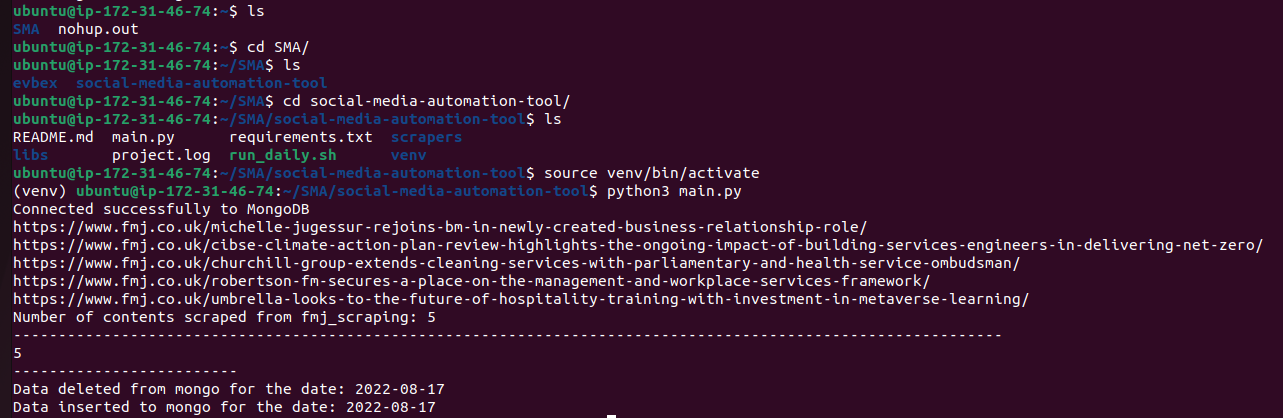 ubuntu@ip-172-31-46-74:~$ ls
SMA nohup.out
ubuntu@ip-172-31-46-74:~$ cd SMA/
ubuntu@ip-172-31-46-74:~/SMA$ ls
evbex social-media-automation-tool
ubuntu@ip-172-31-46-74:~/SMA$ cd social-media-automation-tool/
ubuntu@ip-172-31-46-74:~/SMA/social-media-automation-tool$ ls
README.md main.py requirements.txt scrapers
libs project.log run_daily.sh venv
ubuntu@ip-172-31-46-74:~/SMA/social-media-automation-tool$ source venv/bin/activate
(venv) ubuntu@ip-172-31-46-74:~/SMA/social-media-automation-tool$ python3 main.py
Connected successfully to MongoDB
https://www.fmj.co.uk/michelle-jugessur-rejoins-bm-in-newly-created-business-relationship-role/
https://www.fmj.co.uk/cibse-climate-action-plan-review-highlights-the-ongoing-impact-of-building-services-engineers-in-delivering-net-zero/
https://www.fmj.co.uk/churchill-group-extends-cleaning-services-with-parliamentary-and-health-service-ombudsman/
https://www.fmj.co.uk/robertson-fm-secures-a-place-on-the-management-and-workplace-services-framework/
https://www.fmj.co.uk/umbrella-looks-to-the-future-of-hospitality-training-with-investment-in-metaverse-learning/
Number of contents scraped from fmj_scraping: 5
--------------------------------------------------------------------------------------------------------------
5
-------------------------
Data deleted from mongo for the date: 2022-08-17
Data inserted to mongo for the date: 2022-08-17